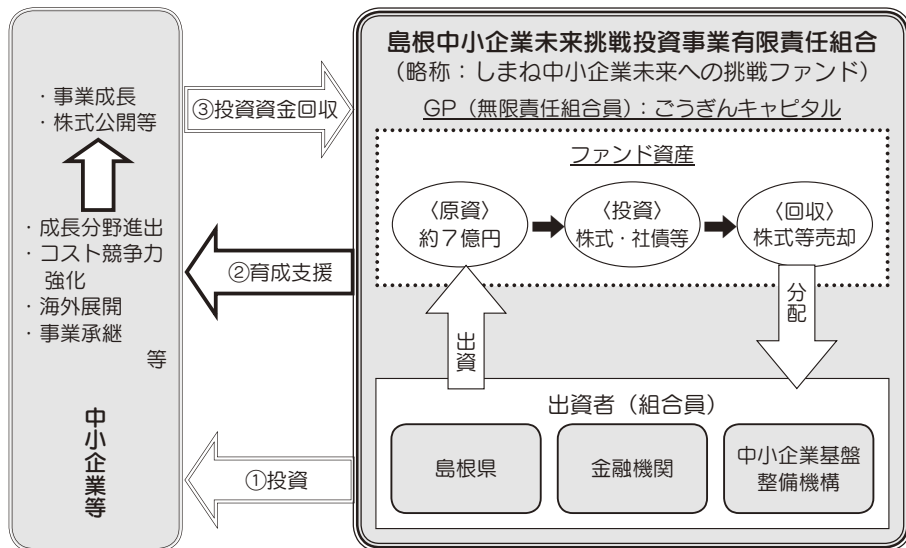 ・事業成長
・株式公開等
・成長分野進出
・コスト競争力
強化
・海外展開
・事業承継
等
中小企業等
③投資資金回収
②育成支援
①投資
島根中小企業未来挑戦投資事業有限責任組合
（略称：しまね中小企業未来への挑戦ファンド）
GP（無限責任組合員）：ごうぎんキャピタル
ファンド資産
〈原資〉
約７億円
〈投資〉
株式・社債等
〈回収〉
株式等売却
出資
分配
出資者（組合員）
島根県
金融機関
中小企業基盤
整備機構